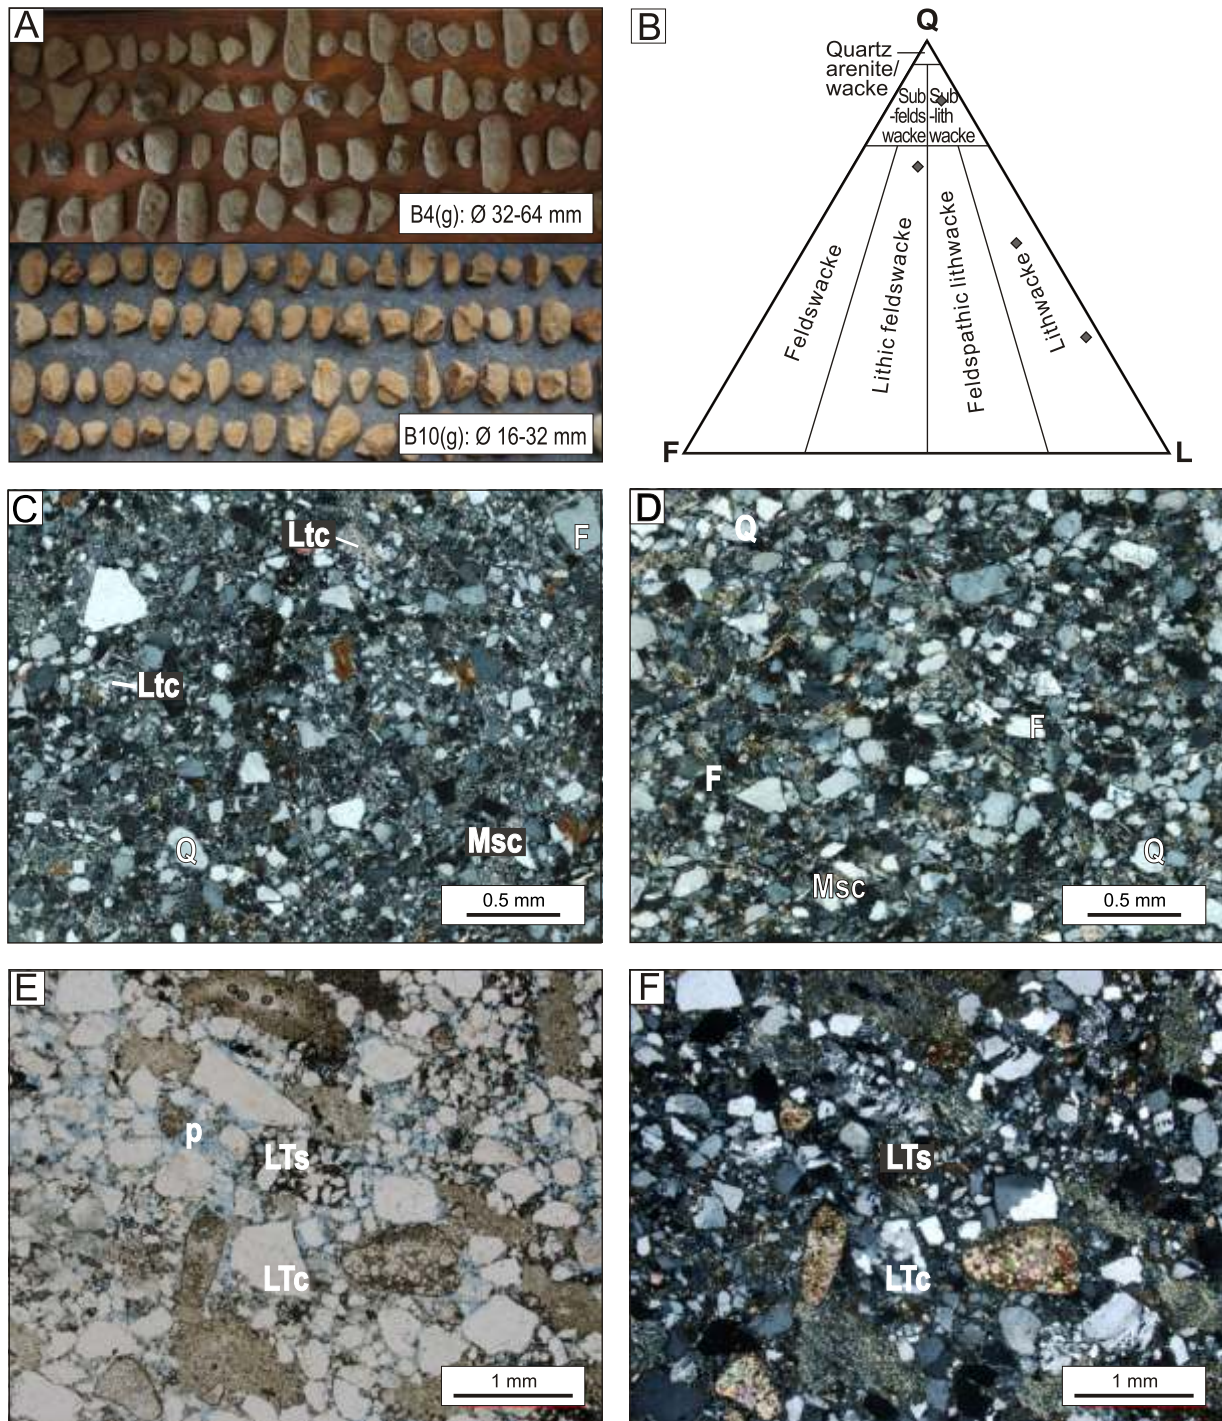 A
B4(g): Ø 32-64 mm
B10(g): Ø 16-32 mm
B
Q
Quartz
arenite/
wacke
Sub
-felds
wacke
Sub
-lith
wacke
Feldswacke
Lithic feldswacke
Feldspathic lithwacke
Lithwacke
F
L
C
Ltc
F
Ltc
Q
Msc
0.5 mm
D
Q
F
F
Q
Msc
0.5 mm
E
p
LTs
LTc
1 mm
F
LTs
LTc
1 mm